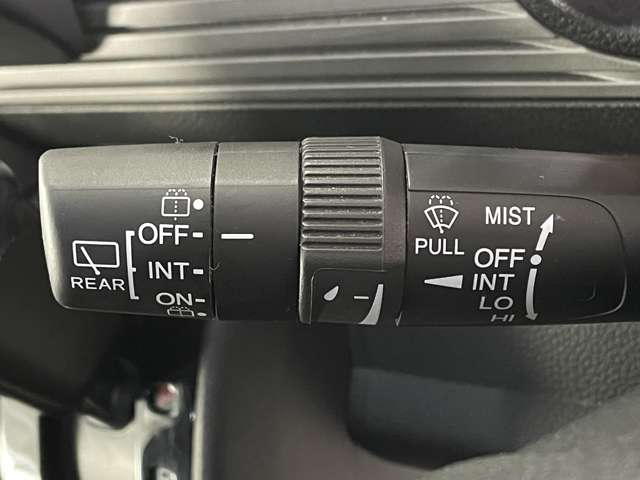 OFF
INT
REAR
ON
MIST
PULL
OFF
INT
LO
HI